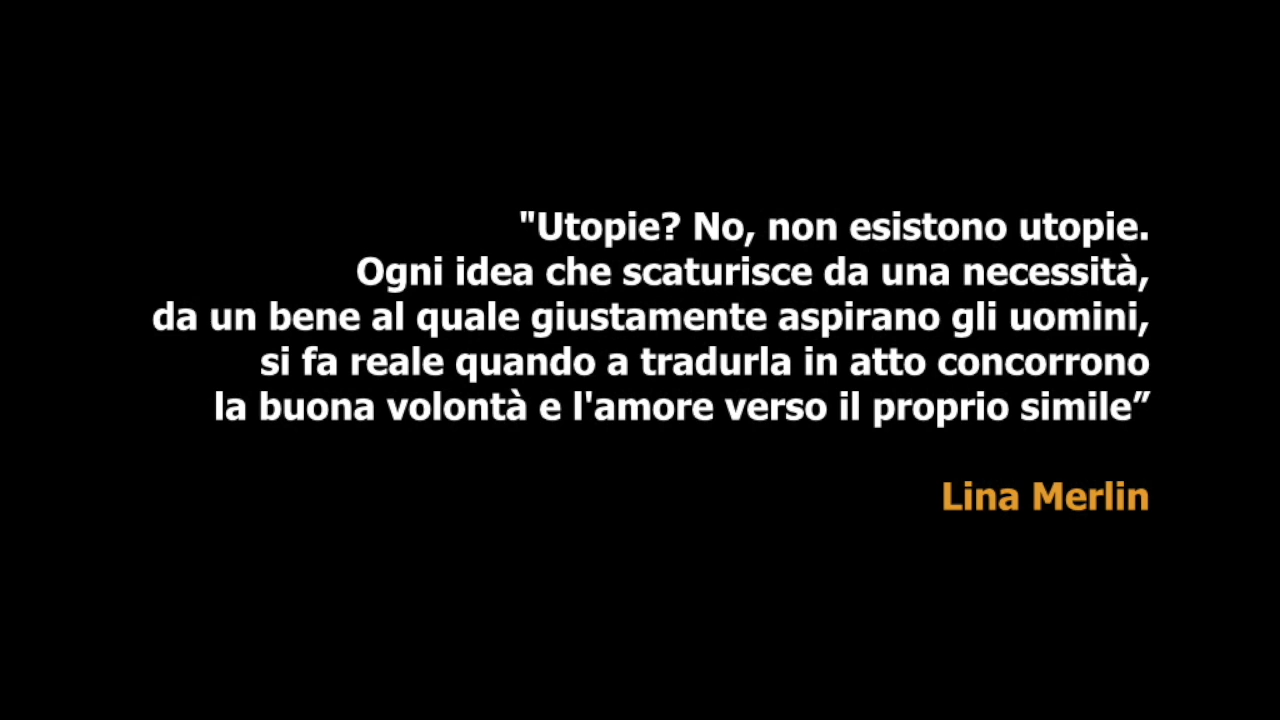 "Utopie? No, non esistono utopie.
Ogni idea che scaturisce da una necessità,
da un bene al quale giustamente aspirano gli uomini,
si fa reale quando a tradurla in atto concorrono
la buona volontà e l'amore verso il proprio simile”
Lina Merlin